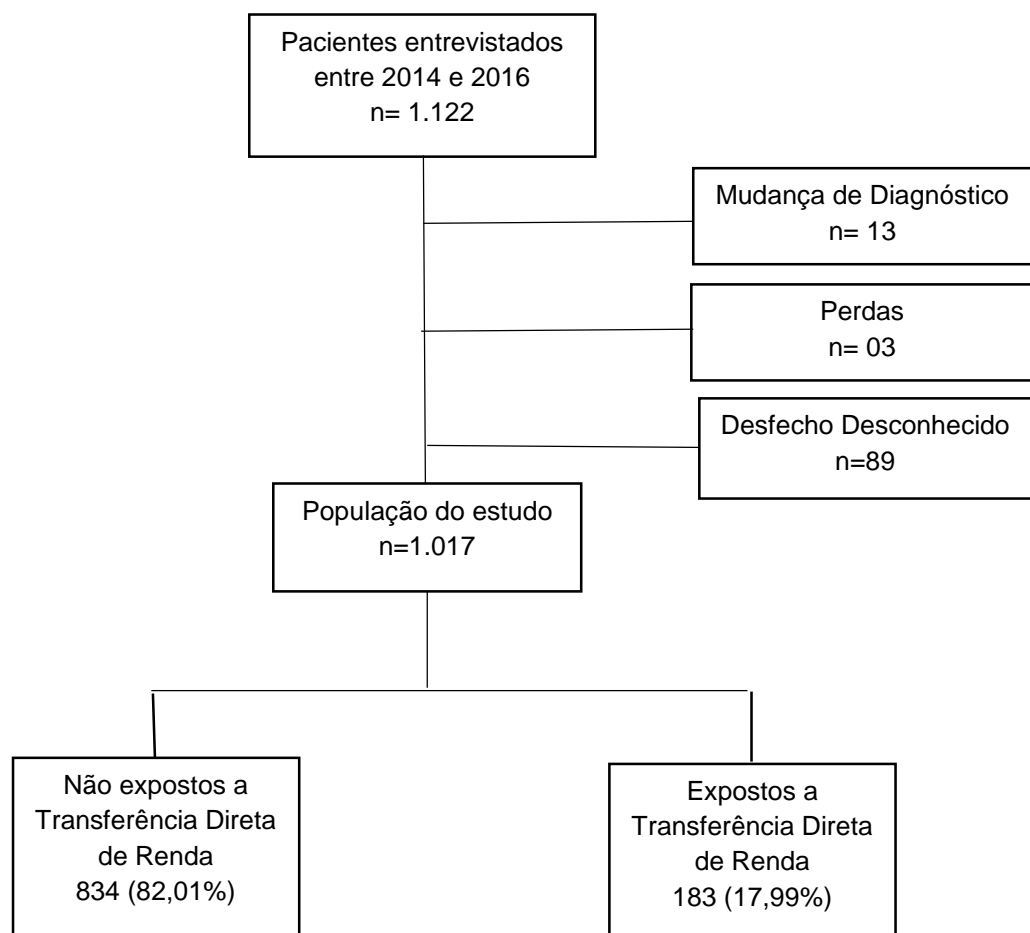 Pacientes entrevistados
entre 2014 e 2016
n= 1.122
Mudança de Diagnóstico
n= 13
Perdas
n= 03
Desfecho Desconhecido
n=89
População do estudo
n=1.017
Não expostos a
Transferência Direta
de Renda
834 (82,01%)
Expostos a
Transferência Direta
de Renda
183 (17,99%)